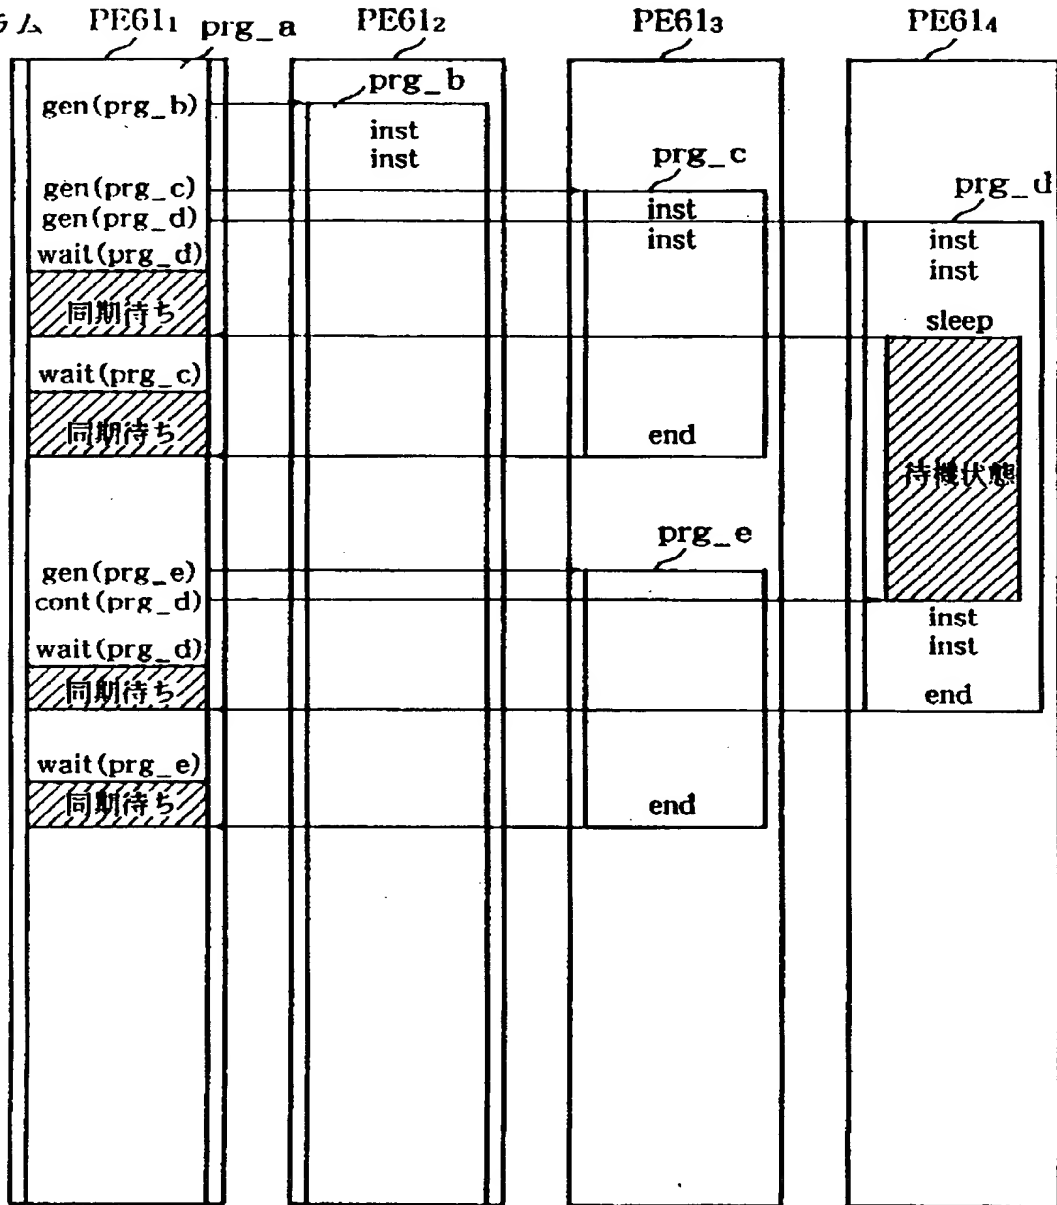 ラム PE61₁ prg_a PE61₂ PE61₃ PE61₄
gen(prg_b) prg_b
inst
inst
gen(prg_c) prg_c
gen(prg_d) inst prg_d
wait(prg_d) inst inst
inst
同期待ち sleep
wait(prg_c)
同期待ち end
待機状態
prg_e
gen(prg_e)
cont(prg_d)
inst
wait(prg_d) inst
同期待ち end
wait(prg_e)
同期待ち end